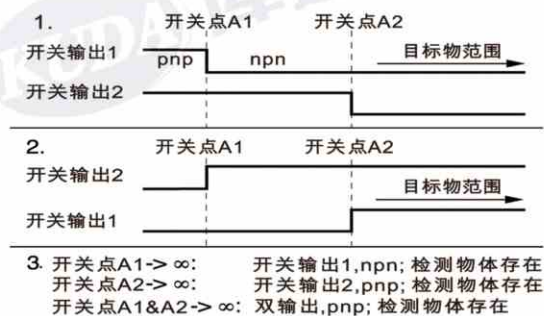 KUDA
1. 开关点A1 开关点A2
开关输出1 pnp npn 目标物范围
开关输出2
2. 开关点A1 开关点A2
开关输出2 目标物范围
开关输出1
3. 开关点A1-> ∞: 开关输出1,npn; 检测物体存在
开关点A2-> ∞: 开关输出2,pnp; 检测物体存在
开关点A1&A2-> ∞: 双输出,pnp; 检测物体存在